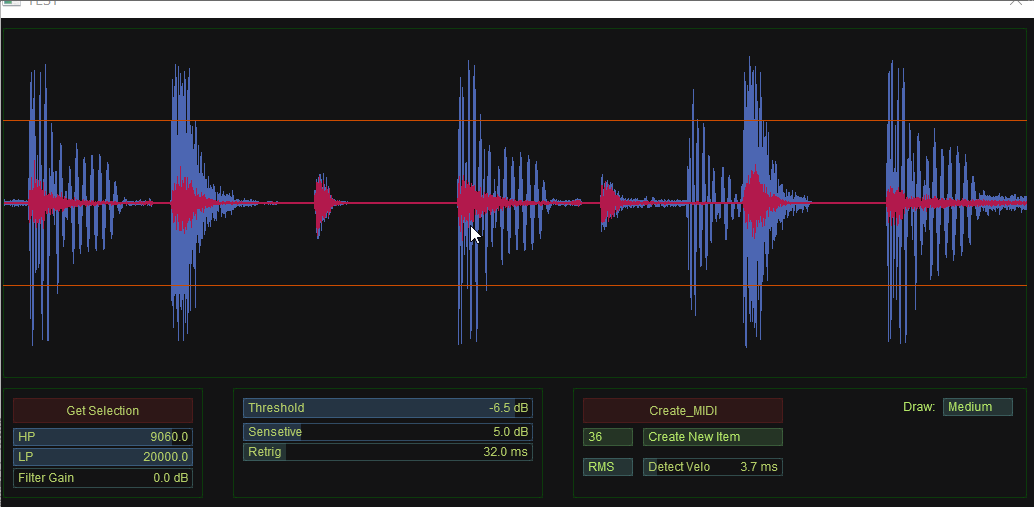 TEST
Get Selection
HP 9060.0
LP 20000.0
Filter Gain 0.0 dB
Threshold -6.5 dB
Sensetive 5.0 dB
Retrig 32.0 ms
Create_MIDI
36 Create New Item
RMS Detect Velo 3.7 ms
Draw: Medium